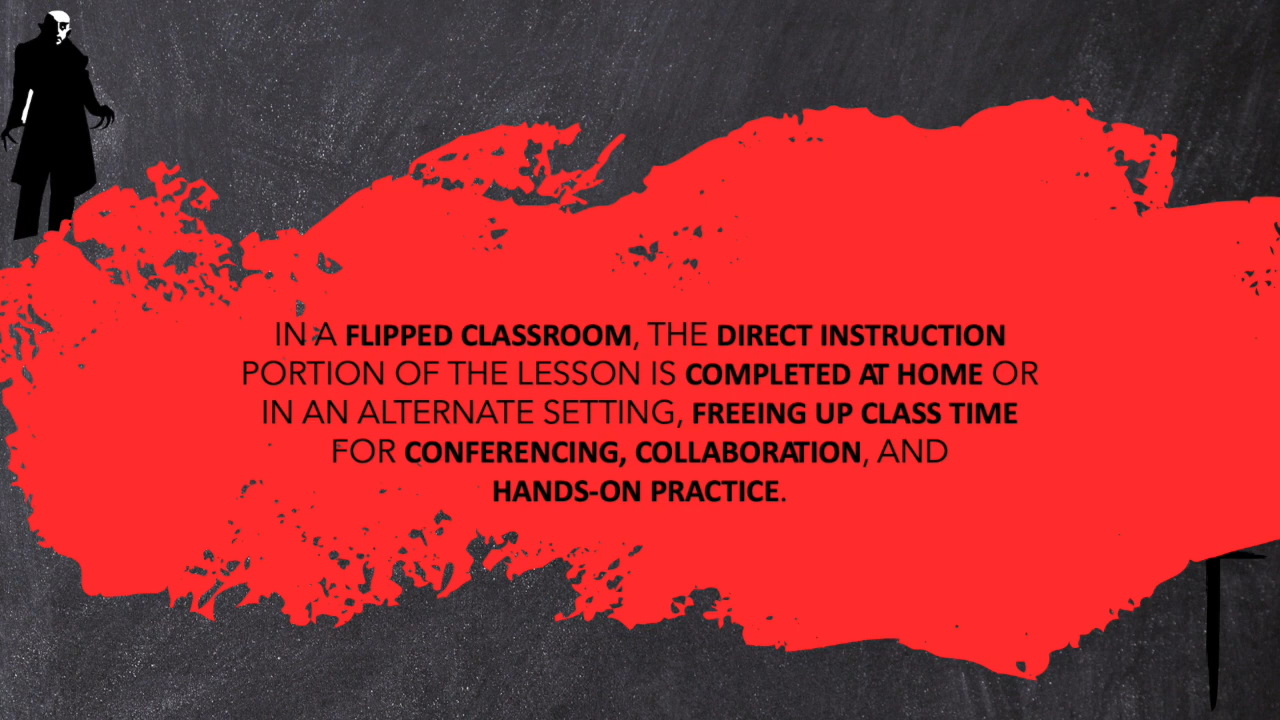 IN A FLIPPED CLASSROOM, THE DIRECT INSTRUCTION
PORTION OF THE LESSON IS COMPLETED AT HOME OR
IN AN ALTERNATE SETTING, FREEING UP CLASS TIME
FOR CONFERENCING, COLLABORATION, AND
HANDS-ON PRACTICE.